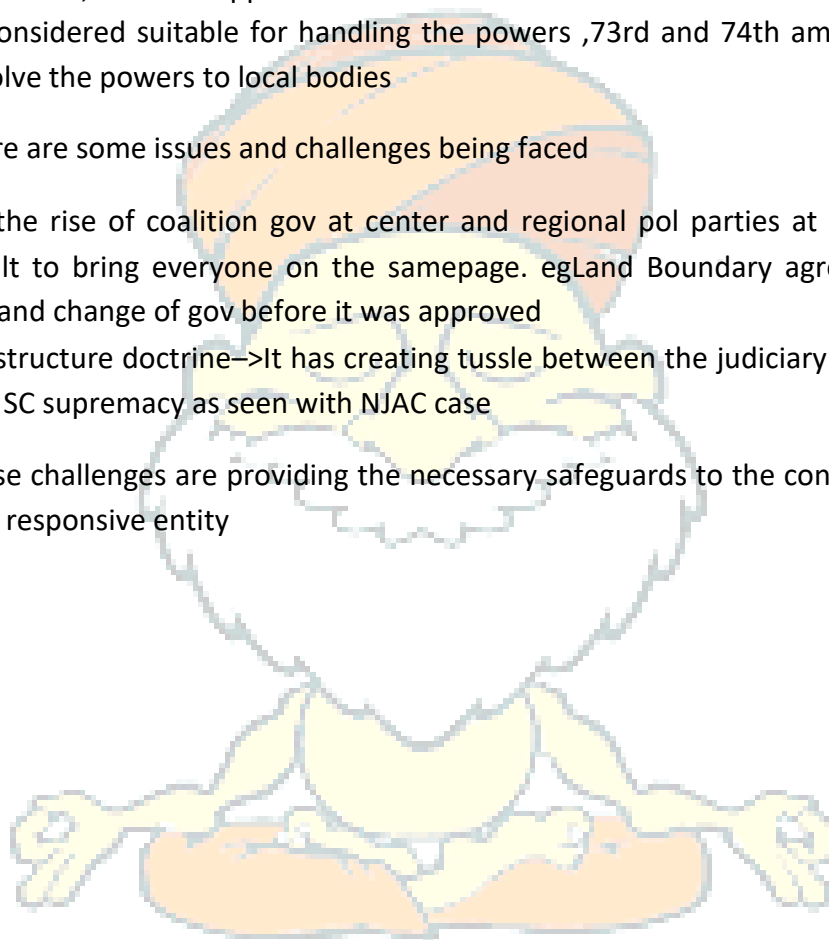 onsidered suitable for handling the powers ,73rd and 74th am
olve the powers to local bodies
re are some issues and challenges being faced
the rise of coalition gov at center and regional pol parties at
lt to bring everyone on the samepage. egLand Boundary agr
and change of gov before it was approved
structure doctrine–>It has creating tussle between the judiciary
SC supremacy as seen with NJAC case
se challenges are providing the necessary safeguards to the con
responsive entity